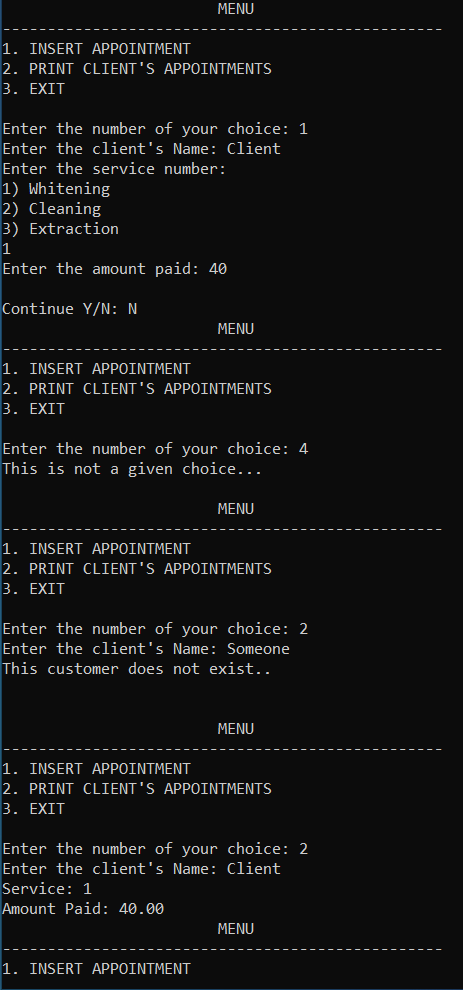 MENU
-------------------------------------------------
1. INSERT APPOINTMENT
2. PRINT CLIENT'S APPOINTMENTS
3. EXIT
Enter the number of your choice: 1
Enter the client's Name: Client
Enter the service number:
1) Whitening
2) Cleaning
3) Extraction
1
Enter the amount paid: 40
Continue Y/N: N
MENU
-------------------------------------------------
1. INSERT APPOINTMENT
2. PRINT CLIENT'S APPOINTMENTS
3. EXIT
Enter the number of your choice: 4
This is not a given choice...
MENU
-------------------------------------------------
1. INSERT APPOINTMENT
2. PRINT CLIENT'S APPOINTMENTS
3. EXIT
Enter the number of your choice: 2
Enter the client's Name: Someone
This customer does not exist..
MENU
-------------------------------------------------
1. INSERT APPOINTMENT
2. PRINT CLIENT'S APPOINTMENTS
3. EXIT
Enter the number of your choice: 2
Enter the client's Name: Client
Service: 1
Amount Paid: 40.00
MENU
-------------------------------------------------
1. INSERT APPOINTMENT